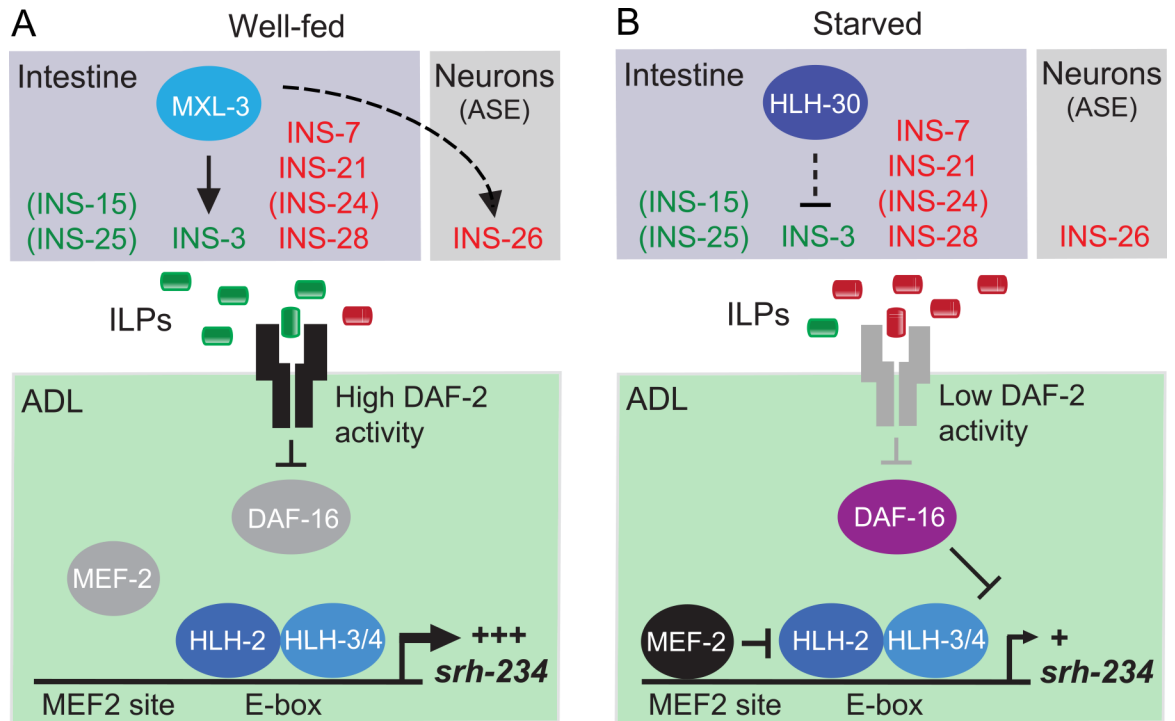 A
Well-fed
Intestine
MXL-3
Neurons
(ASE)
INS-7
INS-21
(INS-15)
(INS-24)
(INS-25)
INS-3
INS-28
INS-26
ILPs
ADL
High DAF-2
activity
DAF-16
MEF-2
HLH-2
HLH-3/4
+++
srh-234
MEF2 site
E-box
B
Starved
Intestine
HLH-30
Neurons
(ASE)
INS-7
INS-21
(INS-15)
(INS-24)
(INS-25)
INS-3
INS-28
INS-26
ILPs
ADL
Low DAF-2
activity
DAF-16
MEF-2
HLH-2
HLH-3/4
+
srh-234
MEF2 site
E-box